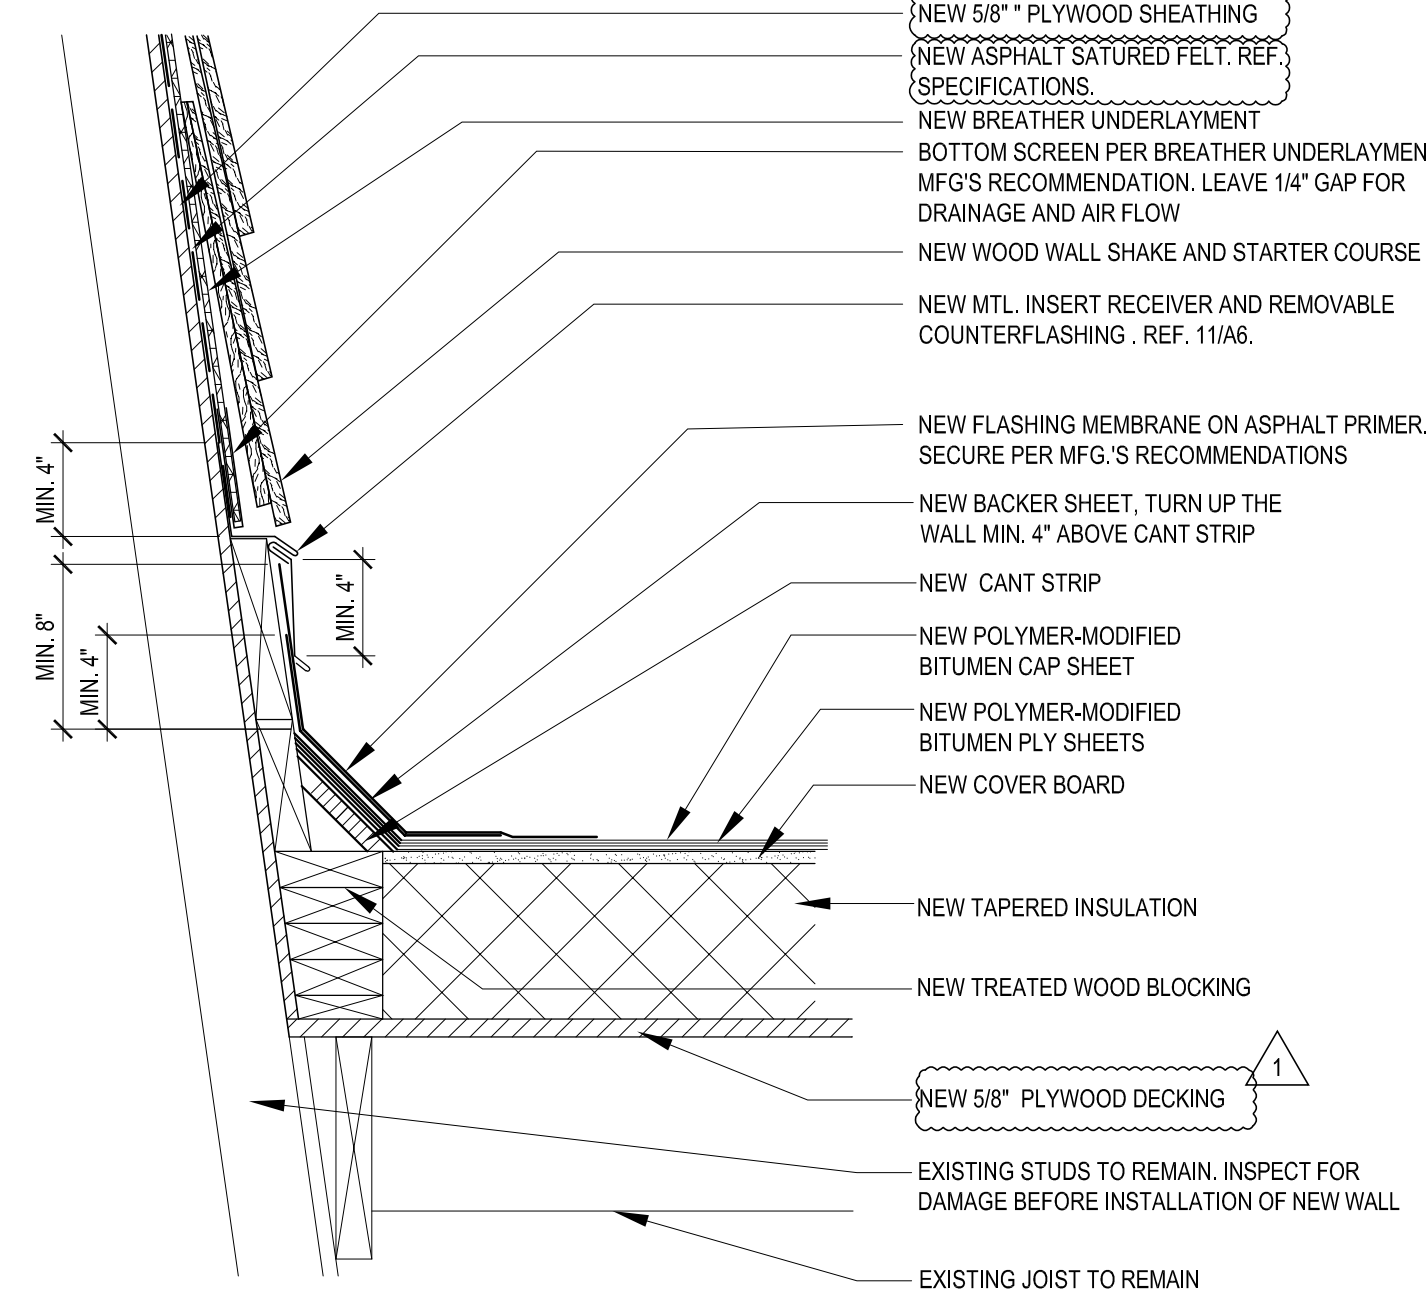 NEW 5/8" " PLYWOOD SHEATHING
NEW ASPHALT SATURED FELT. REF.
SPECIFICATIONS.
NEW BREATHER UNDERLAYMENT
BOTTOM SCREEN PER BREATHER UNDERLAYMEN
MFG'S RECOMMENDATION. LEAVE 1/4" GAP FOR
DRAINAGE AND AIR FLOW
NEW WOOD WALL SHAKE AND STARTER COURSE
NEW MTL. INSERT RECEIVER AND REMOVABLE
COUNTERFLASHING . REF. 11/A6.
NEW FLASHING MEMBRANE ON ASPHALT PRIMER.
SECURE PER MFG.'S RECOMMENDATIONS
NEW BACKER SHEET, TURN UP THE
WALL MIN. 4" ABOVE CANT STRIP
NEW CANT STRIP
NEW POLYMER-MODIFIED
BITUMEN CAP SHEET
NEW POLYMER-MODIFIED
BITUMEN PLY SHEETS
NEW COVER BOARD
NEW TAPERED INSULATION
NEW TREATED WOOD BLOCKING
1
NEW 5/8" PLYWOOD DECKING
EXISTING STUDS TO REMAIN. INSPECT FOR
DAMAGE BEFORE INSTALLATION OF NEW WALL
EXISTING JOIST TO REMAIN
MIN. 4"
MIN. 8"
MIN. 4"
MIN. 4"